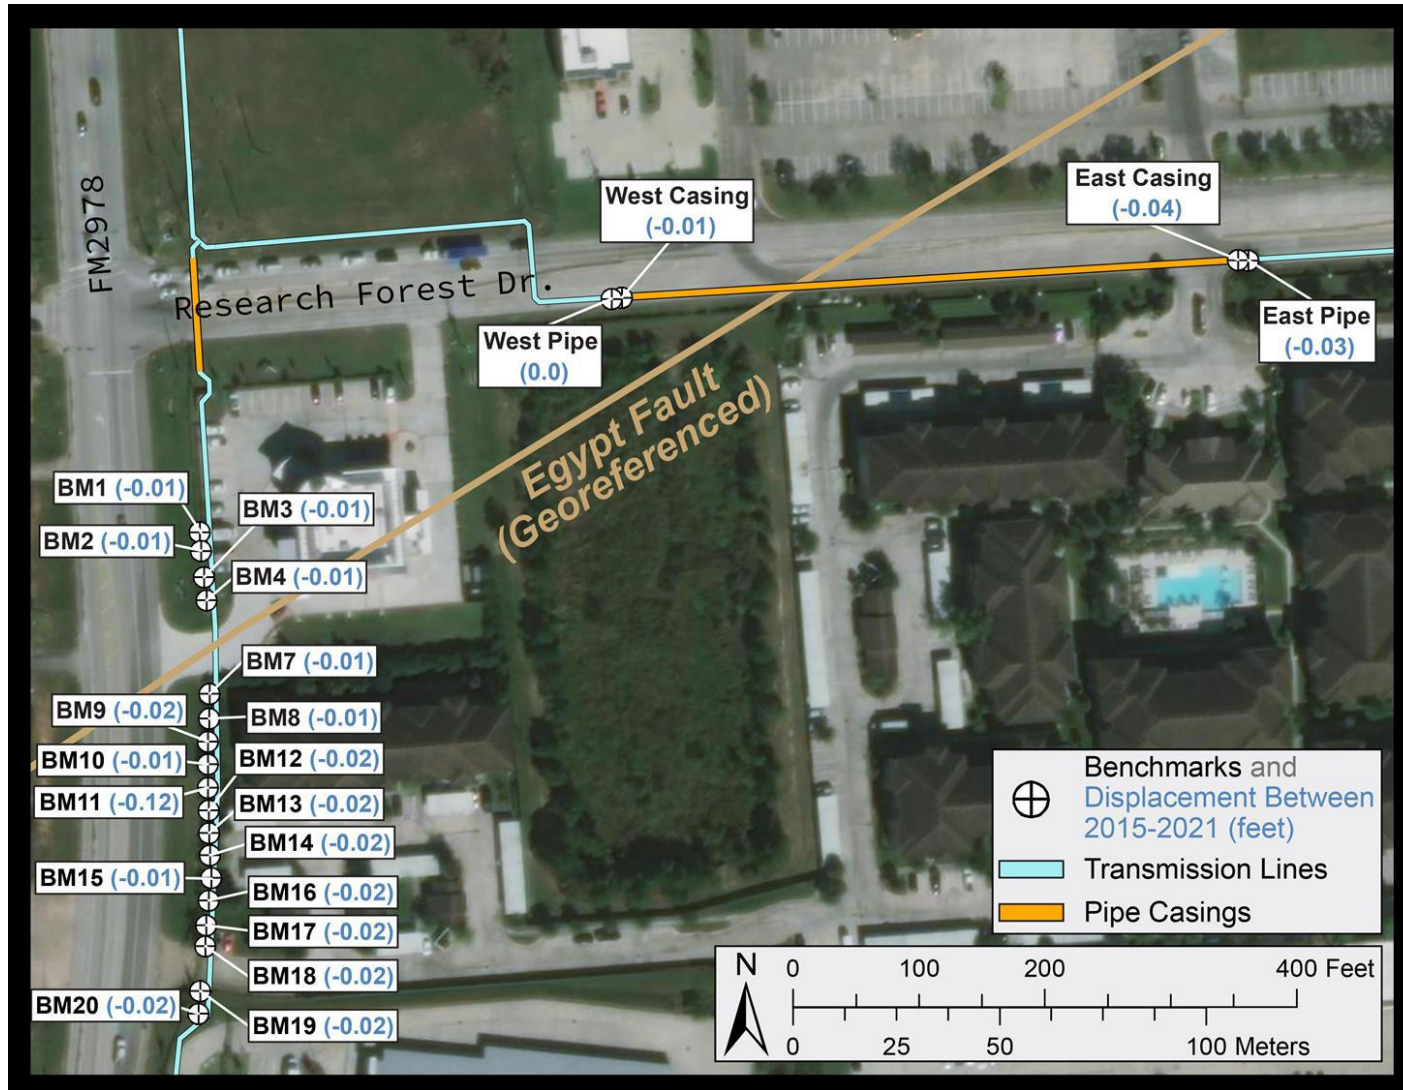 FM2978
Research Forest Dr.
West Casing
(-0.01)
East Casing
(-0.04)
West Pipe
(0.0)
East Pipe
(-0.03)
Egypt Fault
(Georeferenced)
BM1 (-0.01)
BM2 (-0.01)
BM3 (-0.01)
BM4 (-0.01)
BM7 (-0.01)
BM9 (-0.02)
BM8 (-0.01)
BM10 (-0.01)
BM12 (-0.02)
BM11 (-0.12)
BM13 (-0.02)
BM14 (-0.02)
BM15 (-0.01)
BM16 (-0.02)
BM17 (-0.02)
BM18 (-0.02)
BM20 (-0.02)
BM19 (-0.02)
Benchmarks and
Displacement Between
2015-2021 (feet)
Transmission Lines
Pipe Casings
N
0 100 200 400 Feet
0 25 50 100 Meters